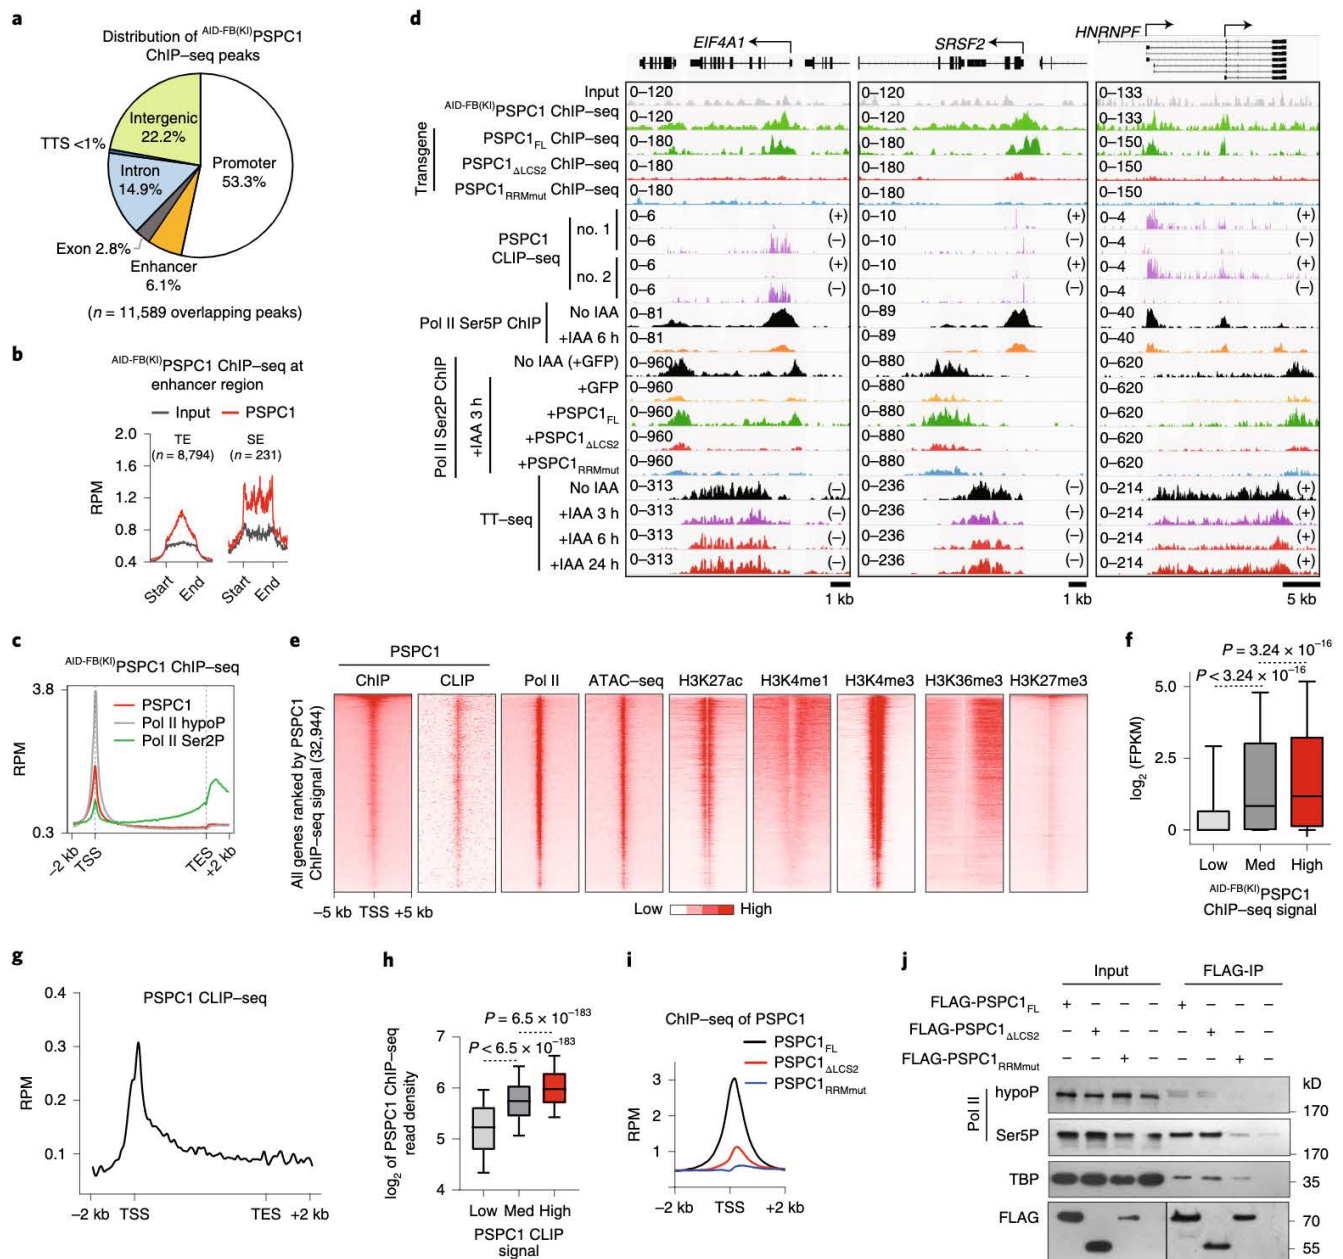 a
Distribution of AID-FB(KI)PSPC1
ChIP–seq peaks
Intergenic
22.2%
TTS <1%
Promoter
53.3%
Intron
14.9%
Exon 2.8%
Enhancer
6.1%
(n = 11,589 overlapping peaks)
b
AID-FB(KI)PSPC1 ChIP–seq at
enhancer region
Input PSPC1
TE SE
(n = 8,794) (n = 231)
2.0
1.6
1.2
0.8
0.4
RPM
Start End Start End
c
AID-FB(KI)PSPC1 ChIP–seq
3.8
0.3
RPM
PSPC1
Pol II hypoP
Pol II Ser2P
–2 kb TSS TES +2 kb
d
EIF4A1 SRSF2 HNRNPF
Input 0–120 0–120 0–133
AID-FB(KI)PSPC1 ChIP–seq 0–120 0–120 0–133
Transgene
PSPC1FL ChIP–seq 0–180 0–180 0–150
PSPC1ΔLCS2 ChIP–seq 0–180 0–180 0–150
PSPC1RRMmut ChIP–seq 0–180 0–180 0–150
PSPC1
CLIP–seq
no. 1
0–6 (+) 0–10 (+) 0–4 (+)
0–6 (–) 0–10 (–) 0–4 (–)
no. 2
0–6 (+) 0–10 (+) 0–4 (+)
0–6 (–) 0–10 (–) 0–4 (–)
Pol II Ser5P ChIP
No IAA 0–81 0–89 0–40
+IAA 6 h 0–81 0–89 0–40
Pol II Ser2P ChIP
No IAA (+GFP) 0–960 0–880 0–620
+IAA 3 h
+GFP 0–960 0–880 0–620
+PSPC1FL 0–960 0–880 0–620
+PSPC1ΔLCS2 0–960 0–880 0–620
+PSPC1RRMmut 0–960 0–880 0–620
TT–seq
No IAA 0–313 (–) 0–236 (–) 0–214 (+)
+IAA 3 h 0–313 (–) 0–236 (–) 0–214 (+)
+IAA 6 h 0–313 (–) 0–236 (–) 0–214 (+)
+IAA 24 h 0–313 (–) 0–236 (–) 0–214 (+)
1 kb 1 kb 5 kb
e
PSPC1
ChIP CLIP Pol II ATAC–seq H3K27ac H3K4me1 H3K4me3 H3K36me3 H3K27me3
All genes ranked by PSPC1
ChIP–seq signal (32,944)
–5 kb TSS +5 kb
Low High
f
P = 3.24 × 10–16
P < 3.24 × 10–16
5.0
2.5
0
log2 (FPKM)
Low Med High
AID-FB(KI)PSPC1
ChIP–seq signal
g
PSPC1 CLIP–seq
0.4
0.3
0.2
0.1
RPM
–2 kb TSS TES +2 kb
h
P = 6.5 × 10–183
P < 6.5 × 10–183
7
6
5
4
log2 of PSPC1 ChIP–seq
read density
Low Med High
PSPC1 CLIP
signal
i
ChIP–seq of PSPC1
PSPC1FL
PSPC1ΔLCS2
PSPC1RRMmut
3
2
1
RPM
–2 kb TSS +2 kb
j
Input FLAG-IP
FLAG-PSPC1FL + – – – + – – –
FLAG-PSPC1ΔLCS2 – + – – – + – –
FLAG-PSPC1RRMmut – – + – – – + –
kD
Pol II
hypoP 170
Ser5P 170
TBP 35
FLAG 70
55